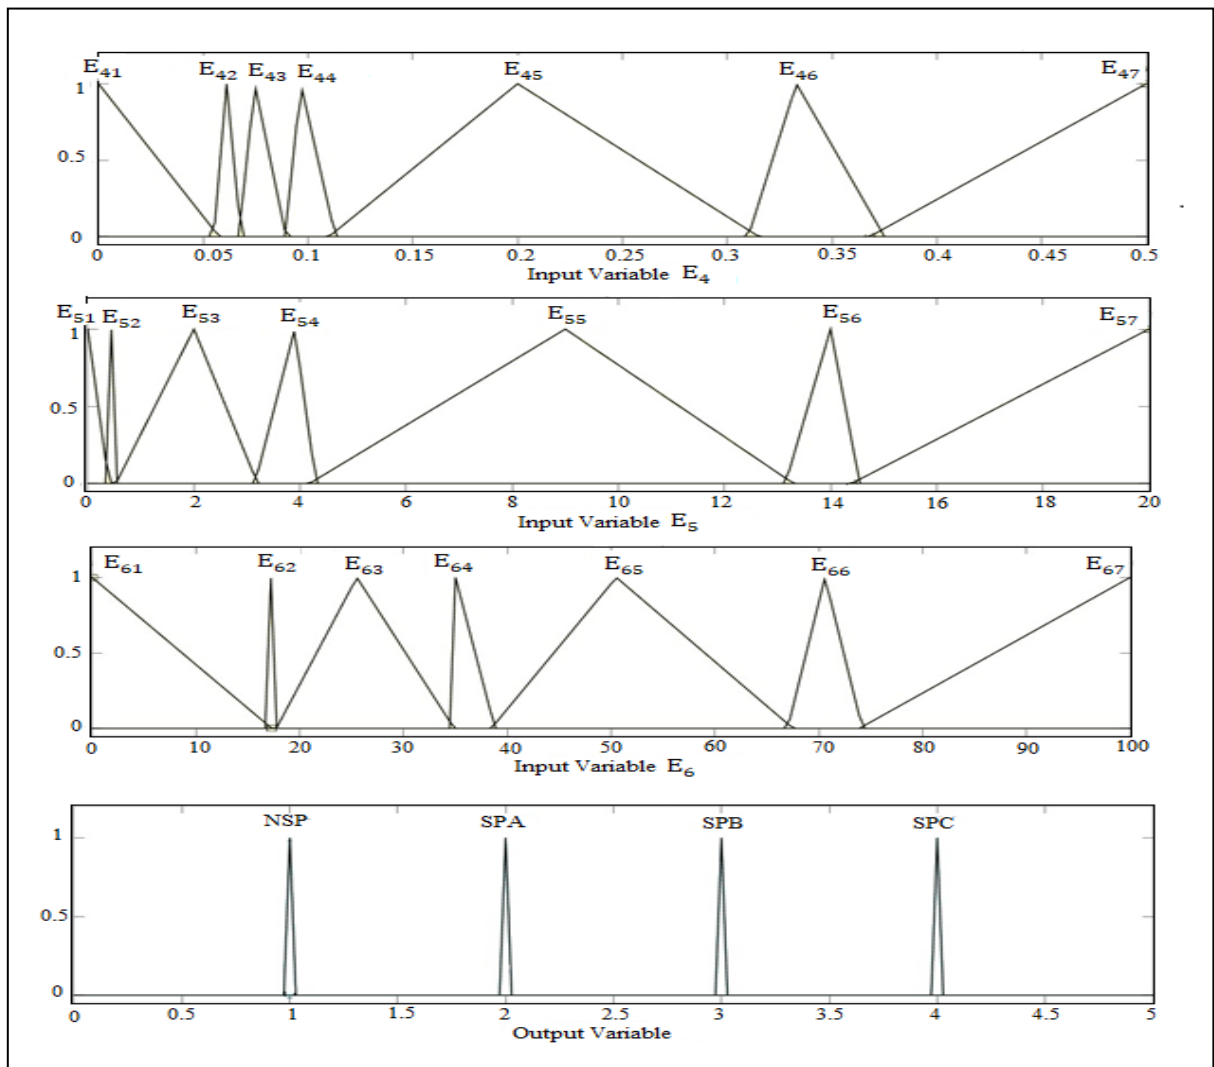 E41 E42 E43 E44 E45 E46 E47
1
0.5
0
0 0.05 0.1 0.15 0.2 0.25 0.3 0.35 0.4 0.45 0.5
Input Variable E4
E51 E52 E53 E54 E55 E56 E57
1
0.5
0
0 2 4 6 8 10 12 14 16 18 20
Input Variable E5
E61 E62 E63 E64 E65 E66 E67
1
0.5
0
0 10 20 30 40 50 60 70 80 90 100
Input Variable E6
NSP SPA SPB SPC
1
0.5
0
0 0.5 1 1.5 2 2.5 3 3.5 4 4.5 5
Output Variable